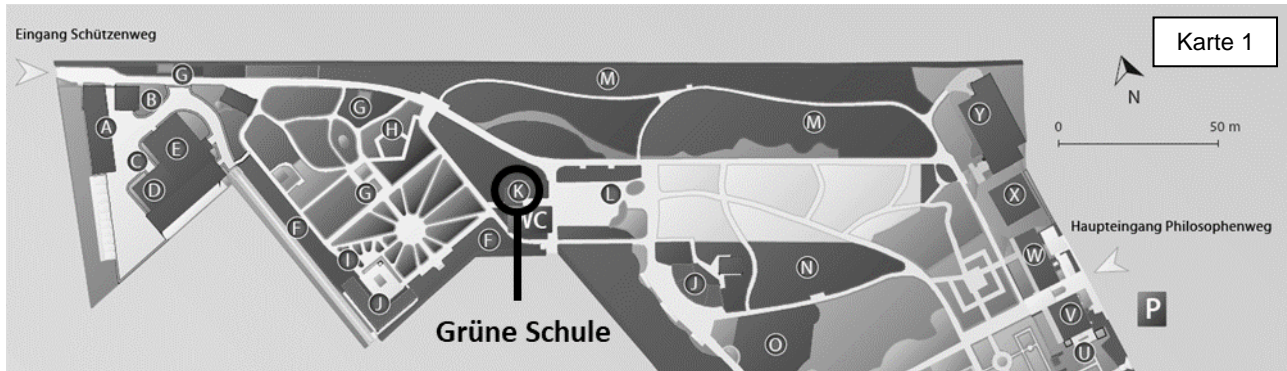 Eingang Schützenweg
Karte 1
G
M
B
A
G
H
M
Y
N
C
E
0
50 m
D
G
K
L
X
WC
F
F
Haupteingang Philosophenweg
I
J
J
N
W
P
V
Grüne Schule
O
U